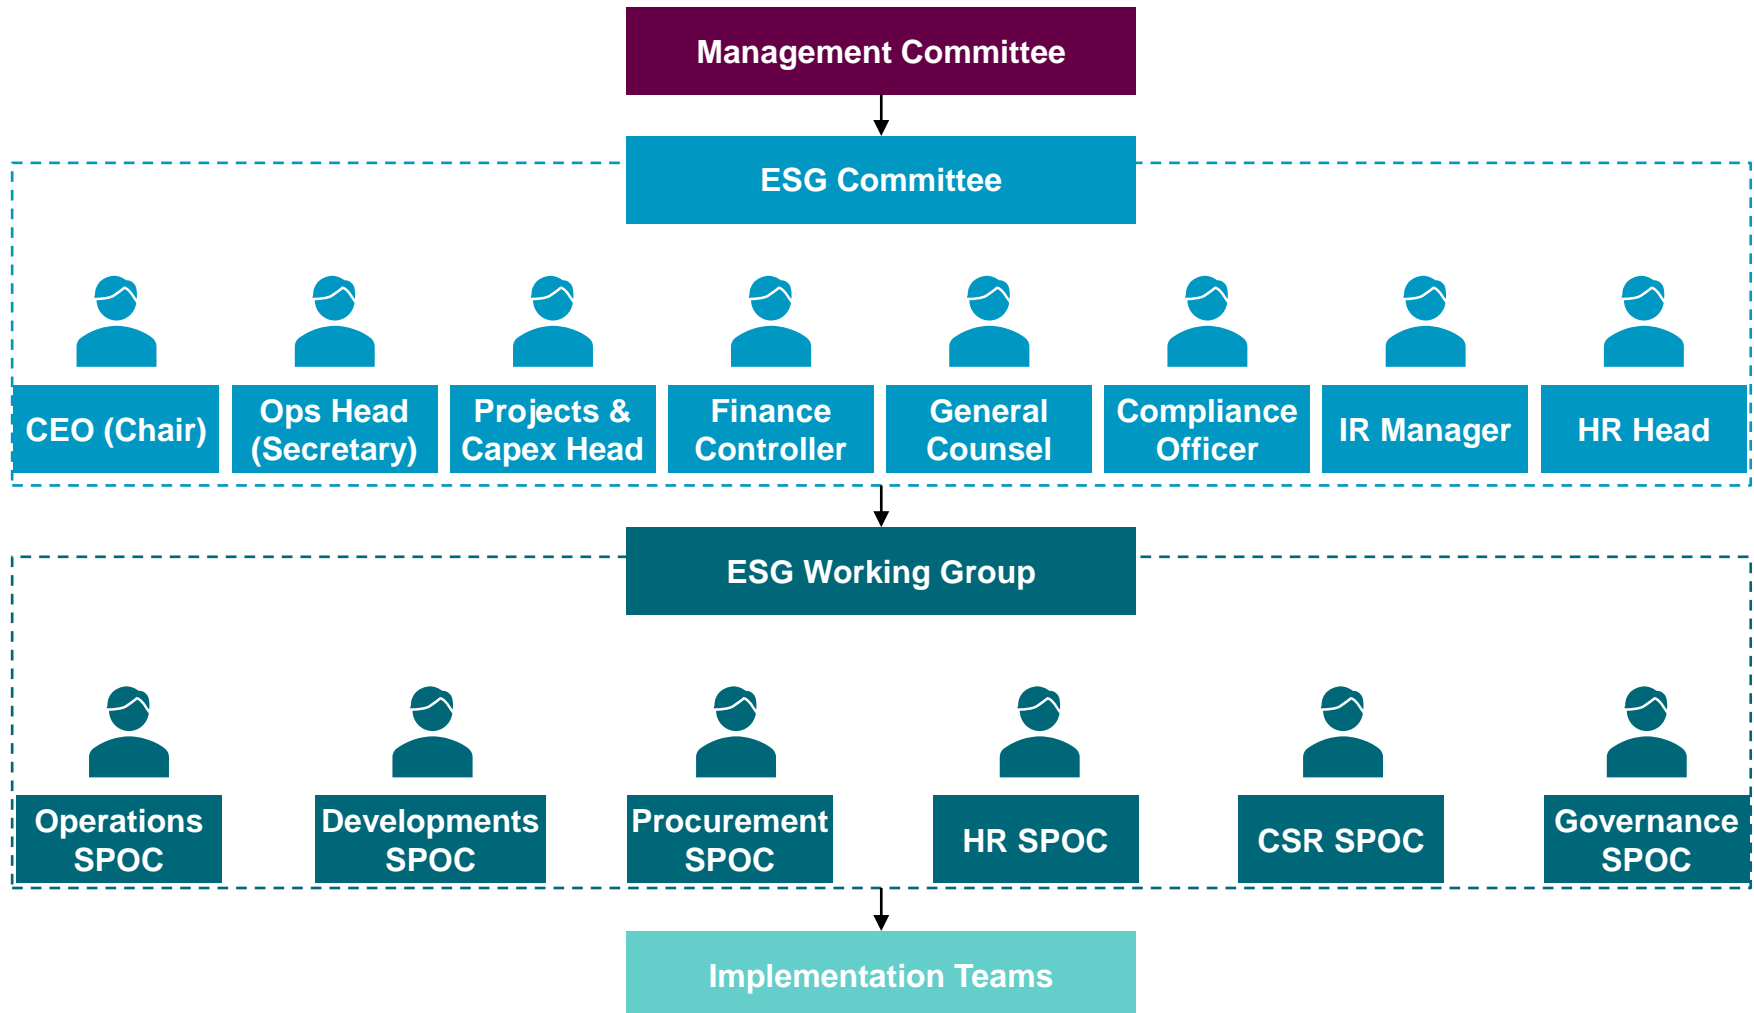 Management Committee
ESG Committee
CEO (Chair)
Ops Head
(Secretary)
Projects &
Capex Head
Finance
Controller
General
Counsel
Compliance
Officer
IR Manager
HR Head
ESG Working Group
Operations
SPOC
Developments
SPOC
Procurement
SPOC
HR SPOC
CSR SPOC
Governance
SPOC
Implementation Teams